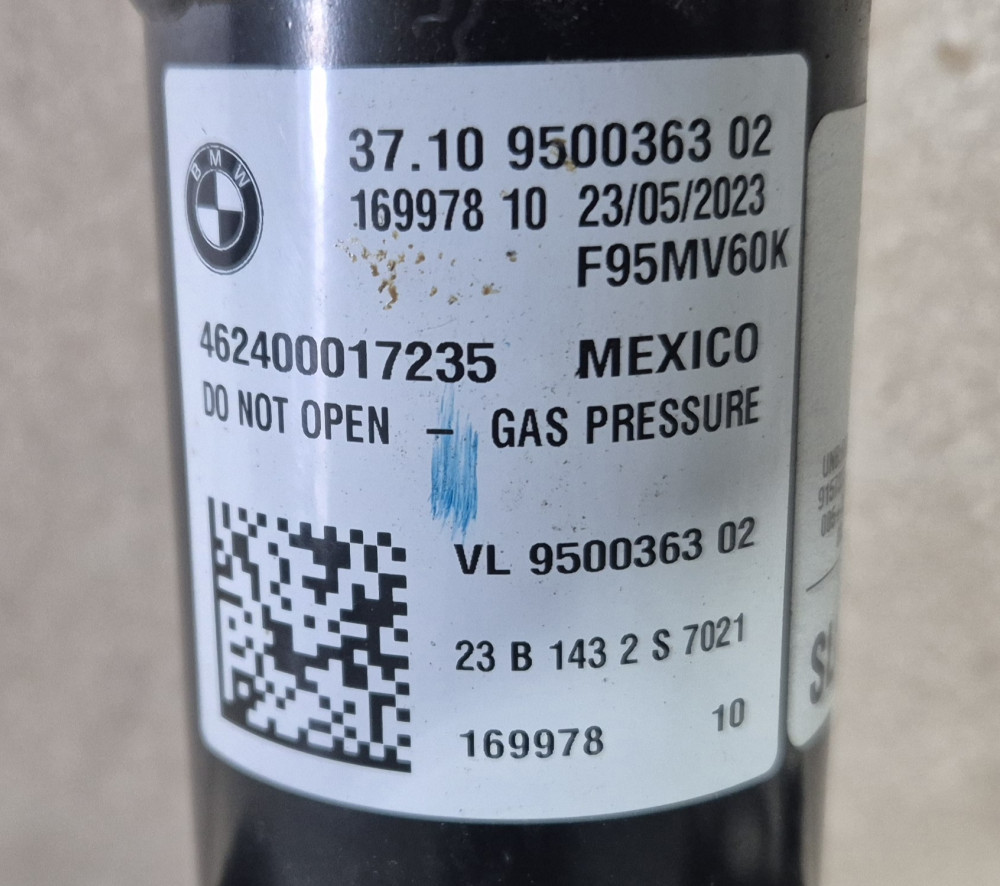 BMW
37.10 9500363 02
169978 10 23/05/2023
F95MV60K
462400017235 MEXICO
DO NOT OPEN – GAS PRESSURE
VL 9500363 02
23 B 143 2 S 7021
169978 10